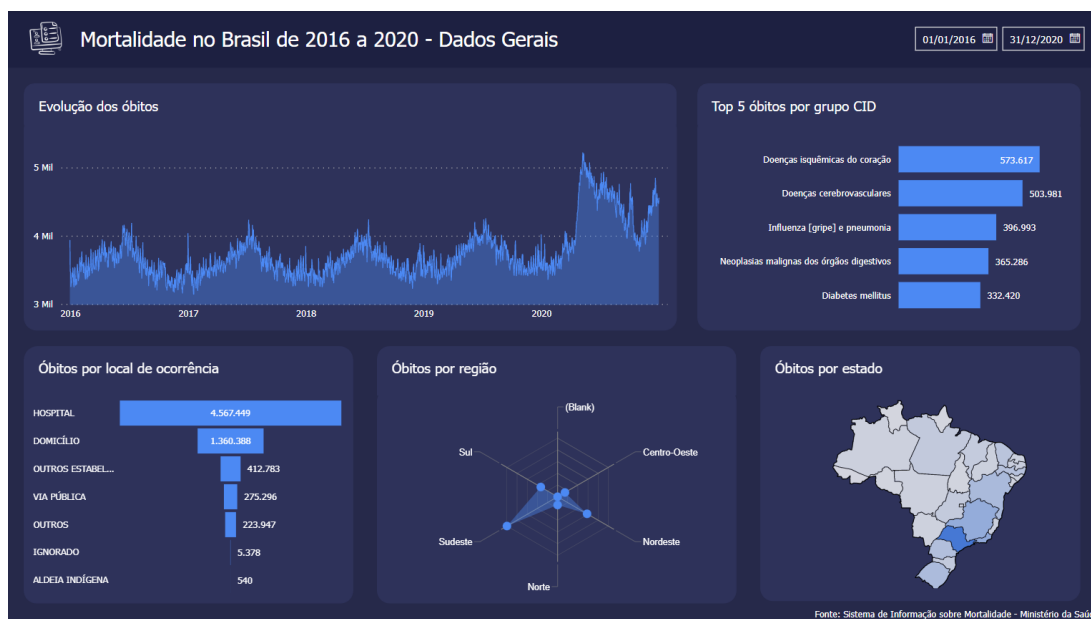 Mortalidade no Brasil de 2016 a 2020 - Dados Gerais
01/01/2016
31/12/2020
Evolução dos óbitos
5 Mil
4 Mil
3 Mil
2016
2017
2018
2019
2020
Top 5 óbitos por grupo CID
Doenças isquêmicas do coração
573.617
Doenças cerebrovasculares
503.981
Influenza [gripe] e pneumonia
396.993
Neoplasias malignas dos órgãos digestivos
365.286
Diabetes mellitus
332.420
Óbitos por local de ocorrência
HOSPITAL
4.567.449
DOMICÍLIO
1.360.388
OUTROS ESTABEL...
412.783
VIA PÚBLICA
275.296
OUTROS
223.947
IGNORADO
5.378
ALDEIA INDÍGENA
540
Óbitos por região
(Blank)
Sul
Centro-Oeste
Sudeste
Nordeste
Norte
Óbitos por estado
Fonte: Sistema de Informação sobre Mortalidade - Ministério da Saú